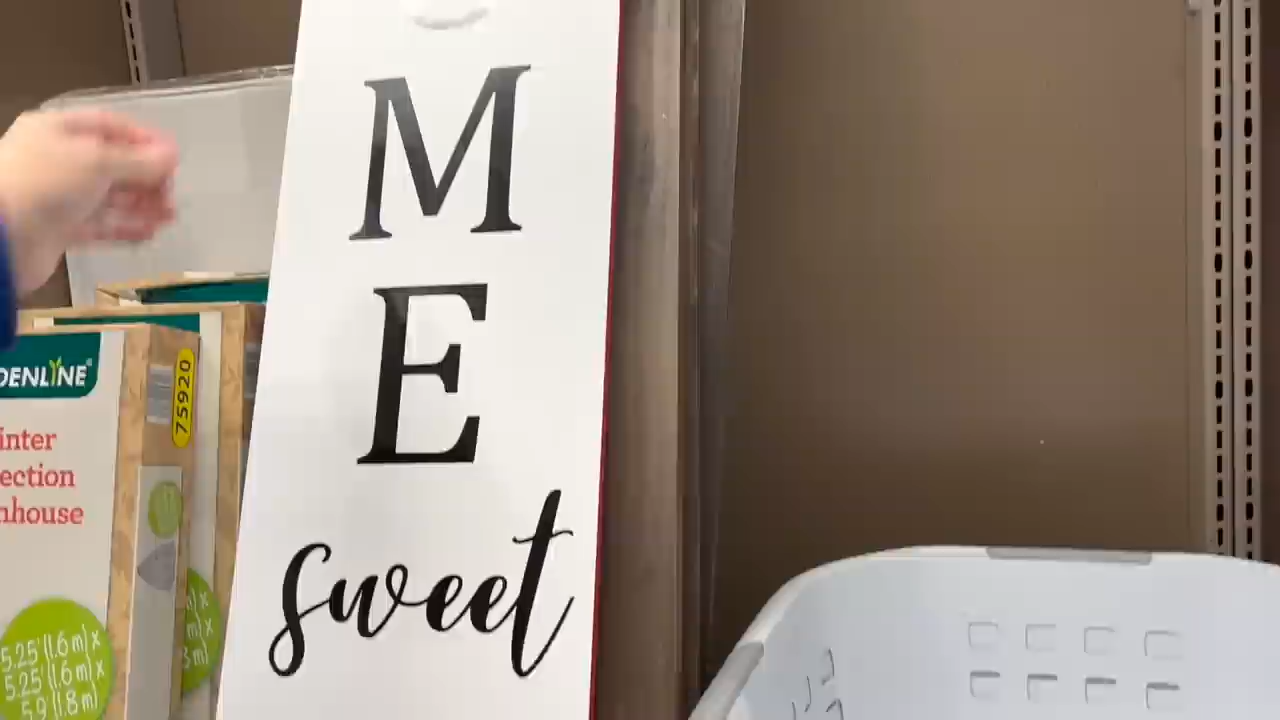 M
E
sweet
DENLINE®
75920
inter
ection
nhouse
5.25' (1.6 m) x
5.25' (1.6 m) x
5.9' (1.8 m)